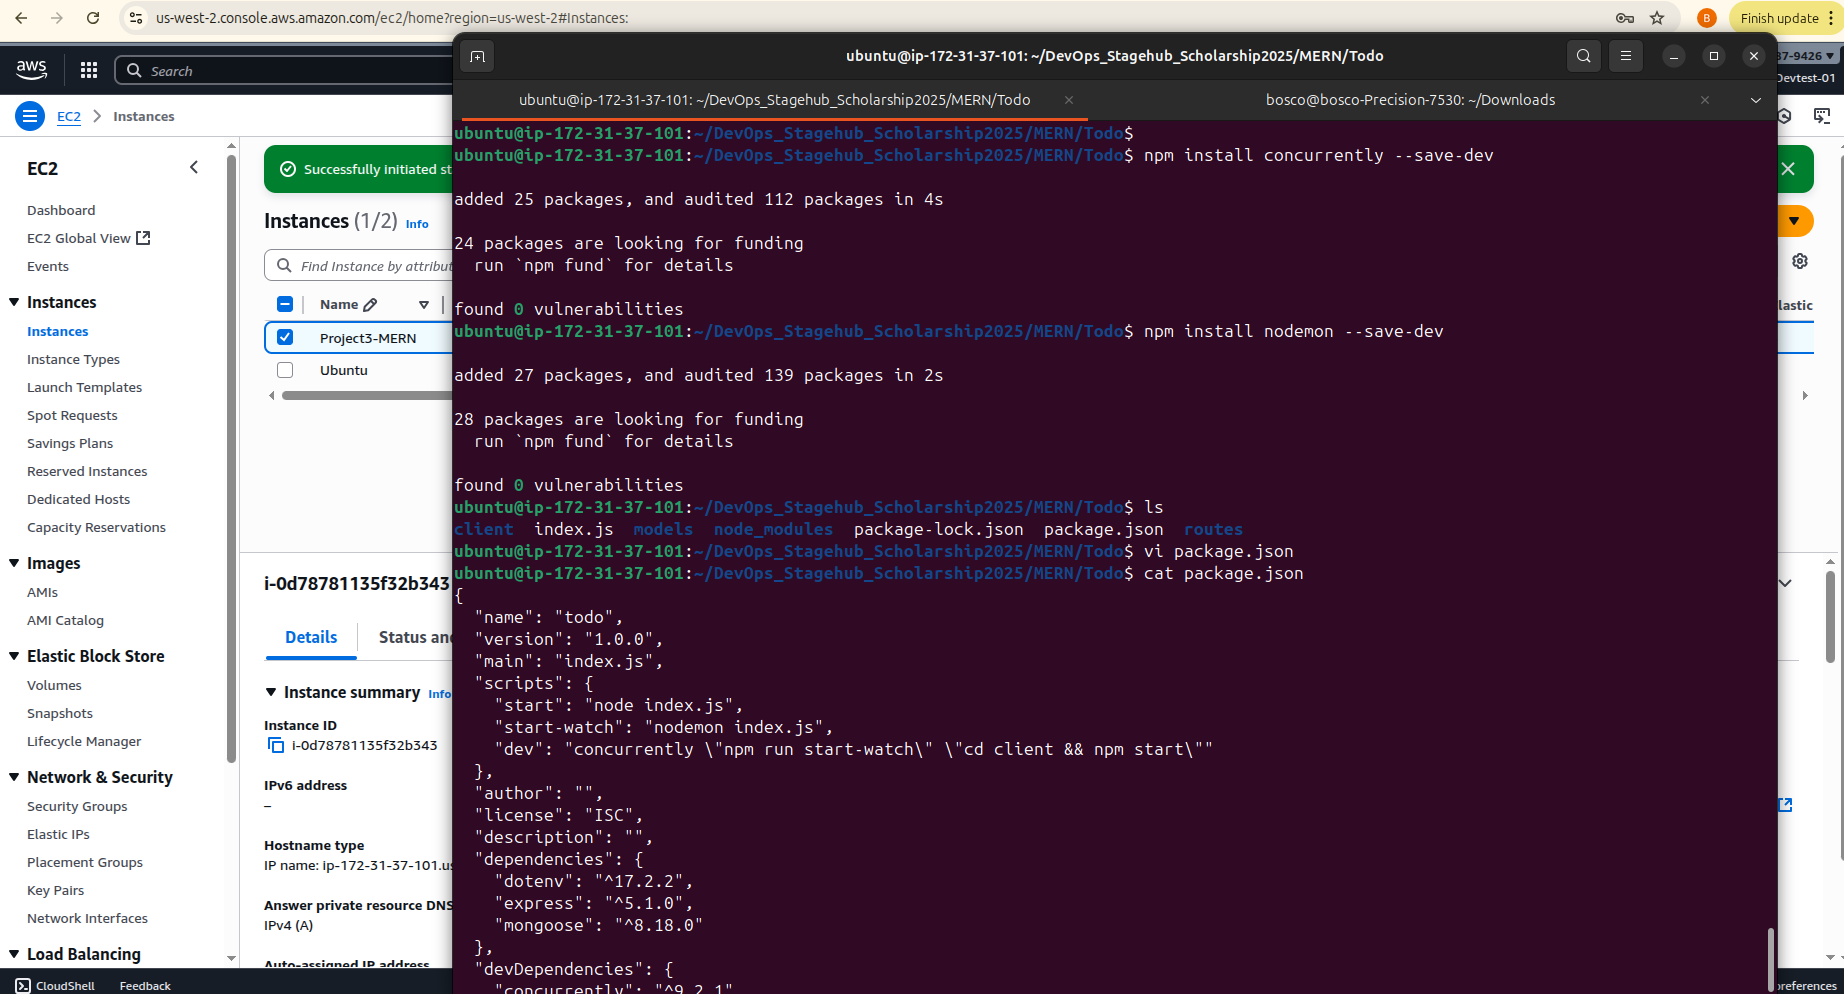 us-west-2.console.aws.amazon.com/ec2/home?region=us-west-2#Instances:
B
Finish update
aws
Search
37-9426
Devtest-01
EC2
Instances
ubuntu@ip-172-31-37-101: ~/DevOps_Stagehub_Scholarship2025/MERN/Todo
ubuntu@ip-172-31-37-101: ~/DevOps_Stagehub_Scholarship2025/MERN/Todo
bosco@bosco-Precision-7530: ~/Downloads
EC2
Dashboard
EC2 Global View
Events
Instances
Instances
Instance Types
Launch Templates
Spot Requests
Savings Plans
Reserved Instances
Dedicated Hosts
Capacity Reservations
Images
AMIs
AMI Catalog
Elastic Block Store
Volumes
Snapshots
Lifecycle Manager
Network & Security
Security Groups
Elastic IPs
Placement Groups
Key Pairs
Network Interfaces
Load Balancing
CloudShell
Feedback
Successfully initiated st
Instances (1/2) Info
Find Instance by attribut
Name
Project3-MERN
Ubuntu
lastic
i-0d78781135f32b343
Details
Status an
Instance summary Info
Instance ID
i-0d78781135f32b343
IPv6 address
–
Hostname type
IP name: ip-172-31-37-101.us
Answer private resource DNS
IPv4 (A)
Auto-assigned IP address
ubuntu@ip-172-31-37-101:~/DevOps_Stagehub_Scholarship2025/MERN/Todo$
ubuntu@ip-172-31-37-101:~/DevOps_Stagehub_Scholarship2025/MERN/Todo$ npm install concurrently --save-dev
added 25 packages, and audited 112 packages in 4s
24 packages are looking for funding
run `npm fund` for details
found 0 vulnerabilities
ubuntu@ip-172-31-37-101:~/DevOps_Stagehub_Scholarship2025/MERN/Todo$ npm install nodemon --save-dev
added 27 packages, and audited 139 packages in 2s
28 packages are looking for funding
run `npm fund` for details
found 0 vulnerabilities
ubuntu@ip-172-31-37-101:~/DevOps_Stagehub_Scholarship2025/MERN/Todo$ ls
client index.js models node_modules package-lock.json package.json routes
ubuntu@ip-172-31-37-101:~/DevOps_Stagehub_Scholarship2025/MERN/Todo$ vi package.json
ubuntu@ip-172-31-37-101:~/DevOps_Stagehub_Scholarship2025/MERN/Todo$ cat package.json
{
"name": "todo",
"version": "1.0.0",
"main": "index.js",
"scripts": {
"start": "node index.js",
"start-watch": "nodemon index.js",
"dev": "concurrently \"npm run start-watch\" \"cd client && npm start\""
},
"author": "",
"license": "ISC",
"description": "",
"dependencies": {
"dotenv": "^17.2.2",
"express": "^5.1.0",
"mongoose": "^8.18.0"
},
"devDependencies": {
"concurrently": "^9.2.1"
references